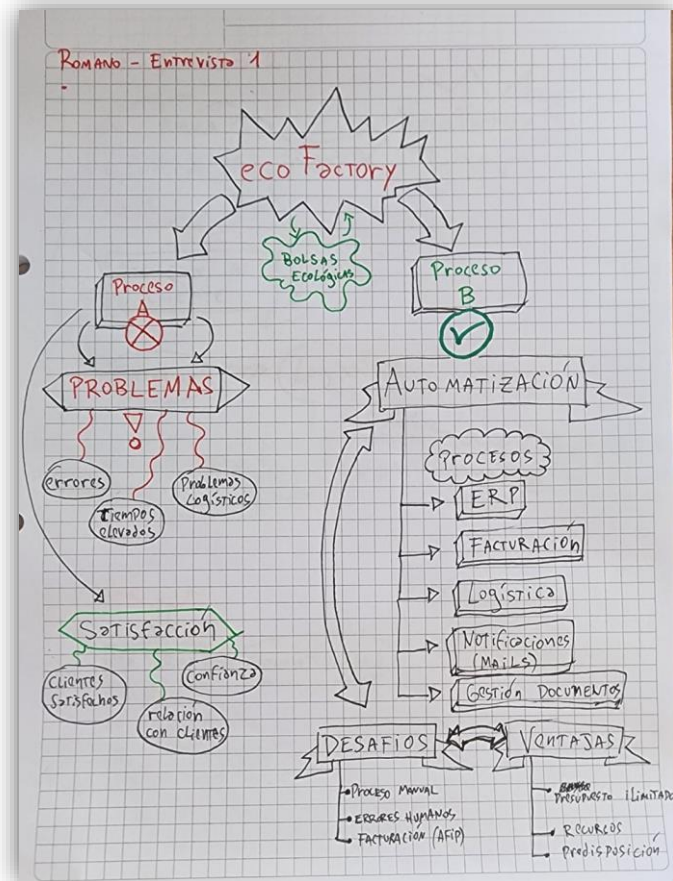 ROMANO - ENTREVISTA 1
eco FACTORY
BOLSAS
ECOLÓGICAS
Proceso
A
Proceso
B
PROBLEMAS
errores
tiempos
elevados
Problemas
Logísticos
AUTOMATIZACIÓN
PROCESOS
ERP
FACTURACIÓN
Logística
Notificaciones
(MAILS)
Gestión DOCUMENTOS
Satisfacción
CLIENTES
SATISFECHOS
relación
con clientes
Confianza
DESAFIOS
PROCESO MANUAL
ERRORES HUMANOS
FACTURACIÓN (AFIP)
VENTAJAS
PRESUPUESTO ILIMITADO
RECURSOS
Predisposición